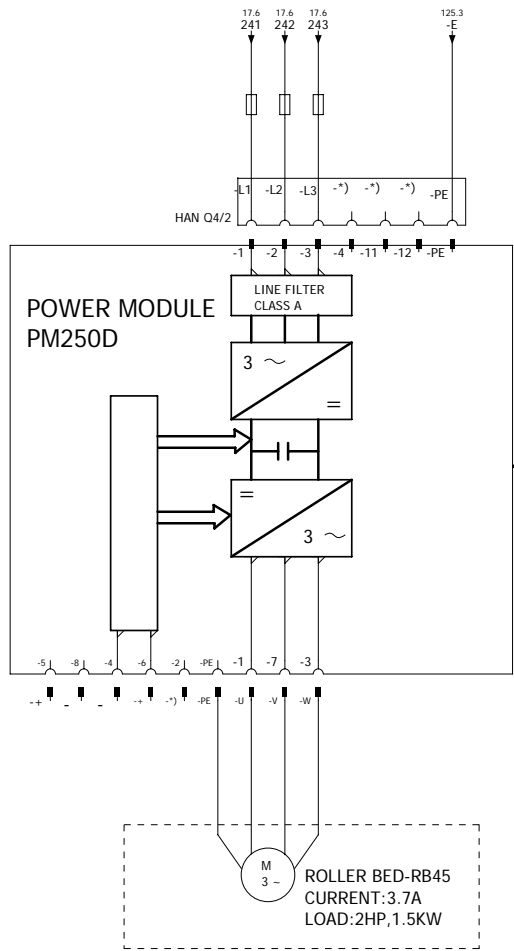 17.6 17.6 17.6 125.3
241 242 243 -E
-L1 -L2 -L3 -*) -*) -*) -PE
HAN Q4/2
-1 -2 -3 -4 -11 -12 -PE
LINE FILTER
CLASS A
POWER MODULE
PM250D
3 ~
=
=
3 ~
-5 -8 -4 -6 -2 -PE -1 -7 -3
-+ - - -+ -*) -PE -U -V -W
M
3 ~
ROLLER BED-RB45
CURRENT:3.7A
LOAD:2HP,1.5KW